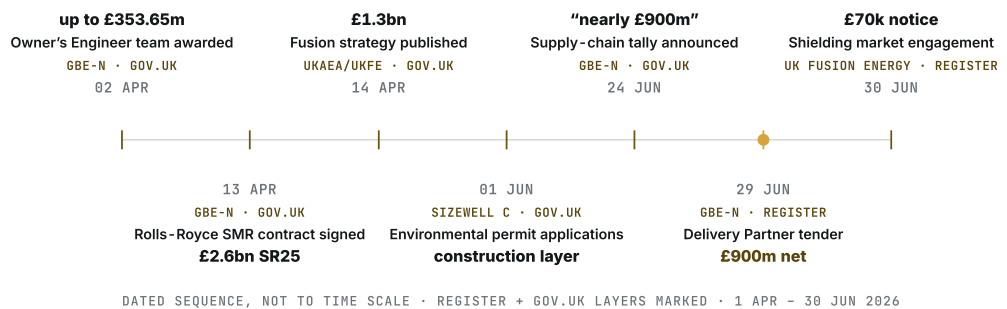 up to £353.65m
Owner's Engineer team awarded
GBE-N · GOV.UK
02 APR
£1.3bn
Fusion strategy published
UKAEA/UKFE · GOV.UK
14 APR
“nearly £900m”
Supply-chain tally announced
GBE-N · GOV.UK
24 JUN
£70k notice
Shielding market engagement
UK FUSION ENERGY · REGISTER
30 JUN
13 APR
GBE-N · GOV.UK
Rolls-Royce SMR contract signed
£2.6bn SR25
01 JUN
SIZEWELL C · GOV.UK
Environmental permit applications
construction layer
29 JUN
GBE-N · REGISTER
Delivery Partner tender
£900m net
DATED SEQUENCE, NOT TO TIME SCALE · REGISTER + GOV.UK LAYERS MARKED · 1 APR – 30 JUN 2026